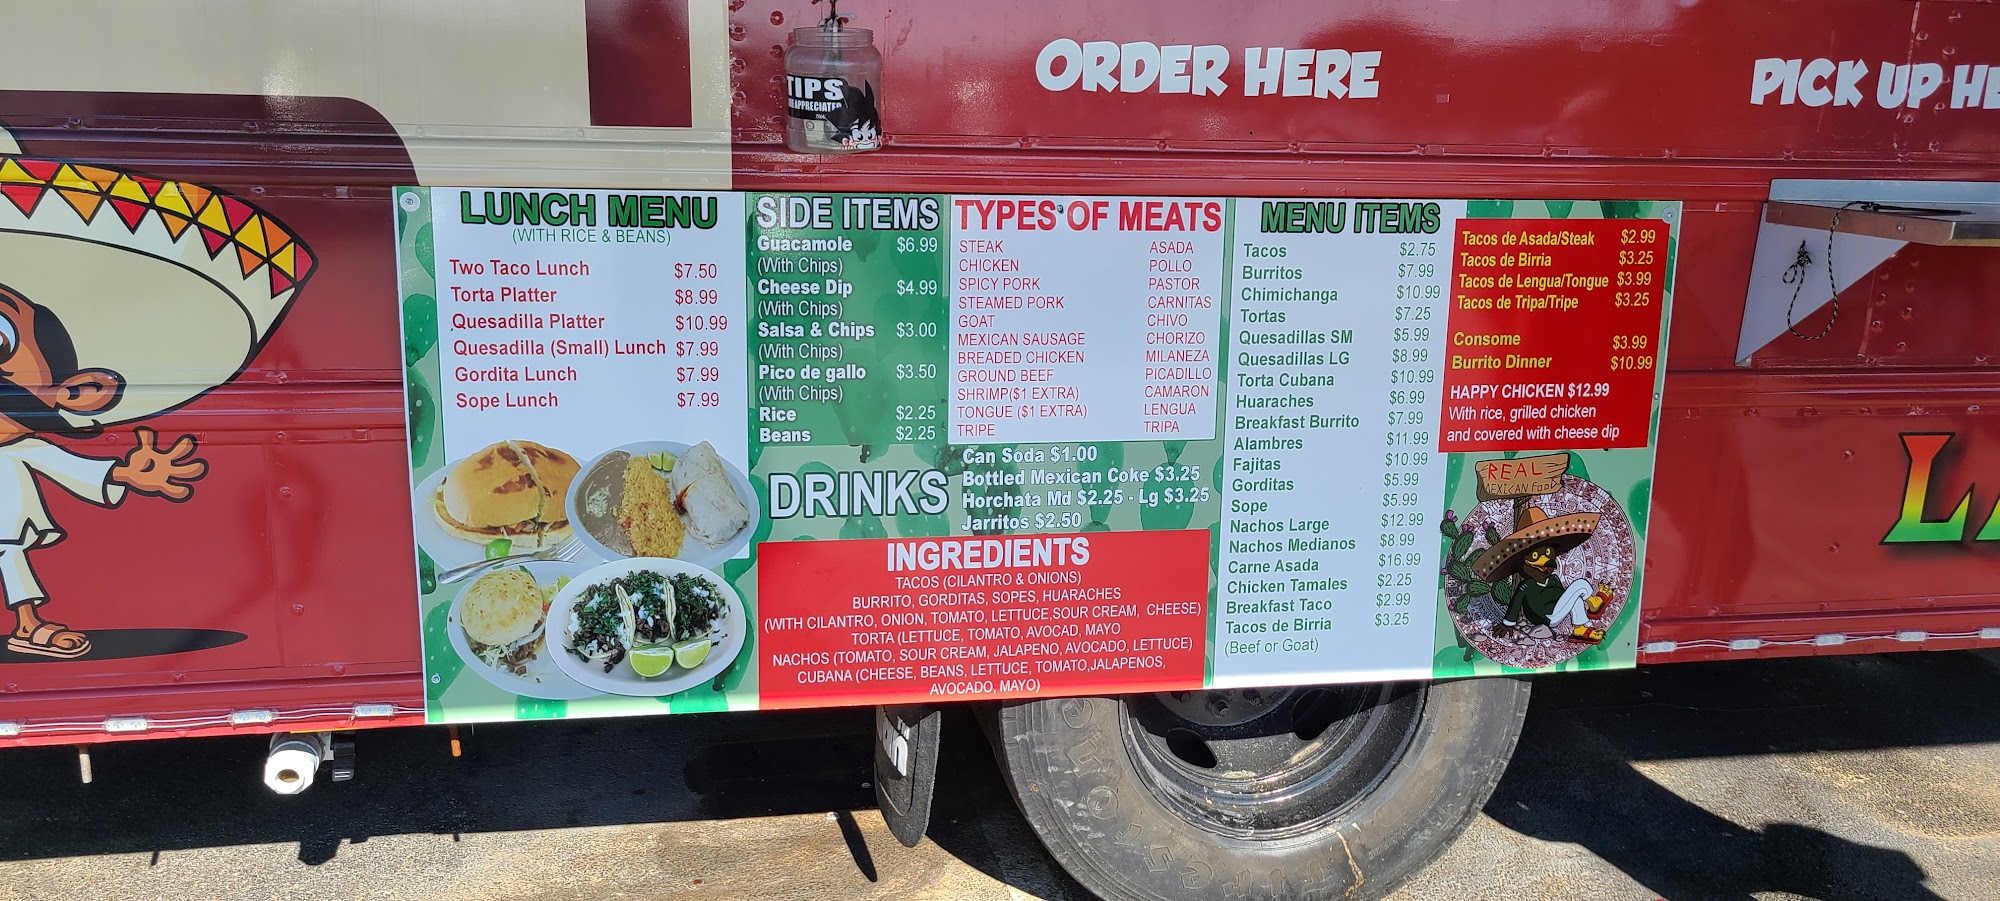 ORDER HERE
PICK UP HE
TIPS
ARE APPRECIATED
LUNCH MENU
(WITH RICE & BEANS)
Two Taco Lunch $7.50
Torta Platter $8.99
Quesadilla Platter $10.99
Quesadilla (Small) Lunch $7.99
Gordita Lunch $7.99
Sope Lunch $7.99
SIDE ITEMS
Guacamole $6.99
(With Chips)
Cheese Dip $4.99
(With Chips)
Salsa & Chips $3.00
(With Chips)
Pico de gallo $3.50
(With Chips)
Rice $2.25
Beans $2.25
TYPES OF MEATS
STEAK ASADA
CHICKEN POLLO
SPICY PORK PASTOR
STEAMED PORK CARNITAS
GOAT CHIVO
MEXICAN SAUSAGE CHORIZO
BREADED CHICKEN MILANEZA
GROUND BEEF PICADILLO
SHRIMP($1 EXTRA) CAMARON
TONGUE ($1 EXTRA) LENGUA
TRIPE TRIPA
DRINKS
Can Soda $1.00
Bottled Mexican Coke $3.25
Horchata Md $2.25 - Lg $3.25
Jarritos $2.50
INGREDIENTS
TACOS (CILANTRO & ONIONS)
BURRITO, GORDITAS, SOPES, HUARACHES
(WITH CILANTRO, ONION, TOMATO, LETTUCE,SOUR CREAM, CHEESE)
TORTA (LETTUCE, TOMATO, AVOCAD, MAYO
NACHOS (TOMATO, SOUR CREAM, JALAPENO, AVOCADO, LETTUCE)
CUBANA (CHEESE, BEANS, LETTUCE, TOMATO,JALAPENOS,
AVOCADO, MAYO)
MENU ITEMS
Tacos $2.75
Burritos $7.99
Chimichanga $10.99
Tortas $7.25
Quesadillas SM $5.99
Quesadillas LG $8.99
Torta Cubana $10.99
Huaraches $6.99
Breakfast Burrito $7.99
Alambres $11.99
Fajitas $10.99
Gorditas $5.99
Sope $5.99
Nachos Large $12.99
Nachos Medianos $8.99
Carne Asada $16.99
Chicken Tamales $2.25
Breakfast Taco $2.99
Tacos de Birria $3.25
(Beef or Goat)
Tacos de Asada/Steak $2.99
Tacos de Birria $3.25
Tacos de Lengua/Tongue $3.99
Tacos de Tripa/Tripe $3.25
Consome $3.99
Burrito Dinner $10.99
HAPPY CHICKEN $12.99
With rice, grilled chicken
and covered with cheese dip
REAL
MEXICAN FOOD